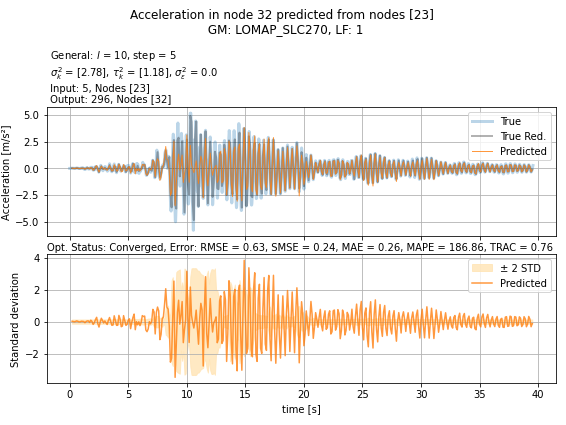 Acceleration in node 32 predicted from nodes [23]
GM: LOMAP_SLC270, LF: 1
General: l = 10, step = 5
σ²ₖ = [2.78], τ²ₖ = [1.18], σ²ε = 0.0
Input: 5, Nodes [23]
Output: 296, Nodes [32]
Acceleration [m/s²]
5.0
2.5
0.0
−2.5
−5.0
True
True Red.
Predicted
Opt. Status: Converged, Error: RMSE = 0.63, SMSE = 0.24, MAE = 0.26, MAPE = 186.86, TRAC = 0.76
Standard deviation
4
2
0
−2
± 2 STD
Predicted
0 5 10 15 20 25 30 35 40
time [s]